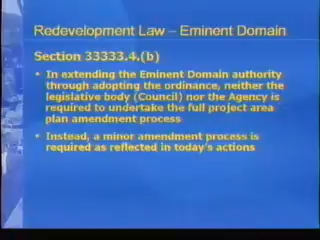 Redevelopment Law – Eminent Domain
Section 33333.4.(b)
• In extending the Eminent Domain authority
through adopting the ordinance, neither the
legislative body (Council) nor the Agency is
required to undertake the full project area
plan amendment process
• Instead, a minor amendment process is
required as reflected in today's actions